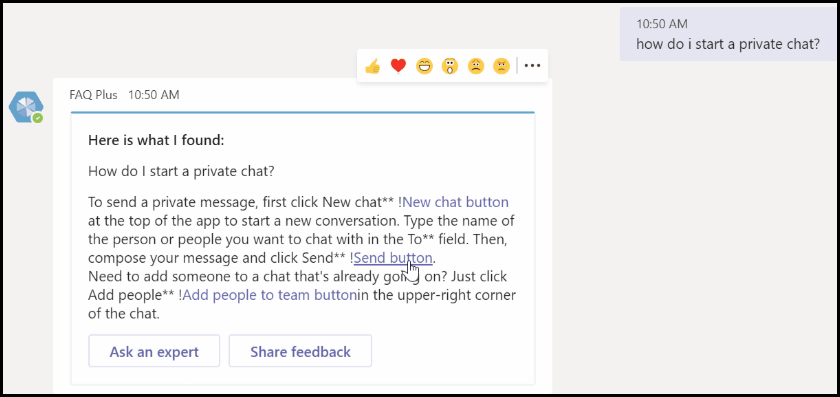 10:50 AM
how do i start a private chat?
FAQ Plus 10:50 AM
Here is what I found:
How do I start a private chat?
To send a private message, first click New chat** !New chat button
at the top of the app to start a new conversation. Type the name of
the person or people you want to chat with in the To** field. Then,
compose your message and click Send** !Send button.
Need to add someone to a chat that's already going on? Just click
Add people** !Add people to team buttonin the upper-right corner
of the chat.
Ask an expert Share feedback